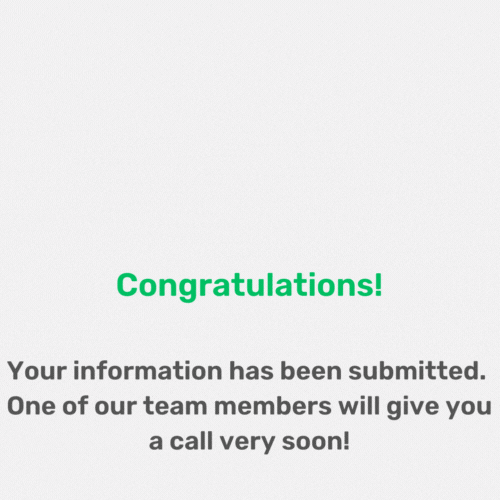 Congratulations!
Your information has been submitted.
One of our team members will give you
a call very soon!